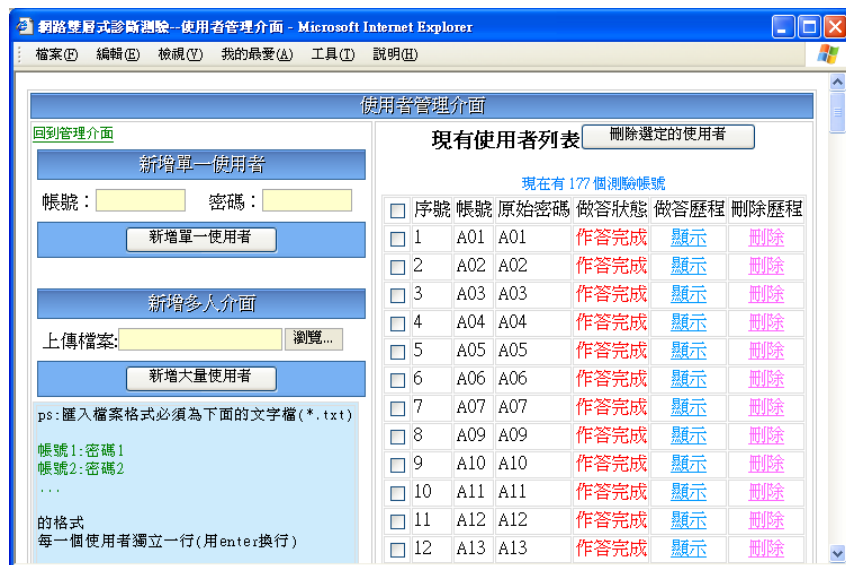 網路雙層式診斷測驗--使用者管理介面 - Microsoft Internet Explorer
檔案(F) 編輯(E) 檢視(V) 我的最愛(A) 工具(T) 說明(H)
使用者管理介面
回到管理介面
新增單一使用者
帳號： 密碼：
新增單一使用者
新增多人介面
上傳檔案: 瀏覽...
新增大量使用者
ps:匯入檔案格式必須為下面的文字檔(*.txt)
帳號1:密碼1
帳號2:密碼2
...
的格式
每一個使用者獨立一行(用enter換行)
現有使用者列表 刪除選定的使用者
現在有 177 個測驗帳號
序號 帳號 原始密碼 做答狀態 做答歷程 刪除歷程
1 A01 A01 作答完成 顯示 刪除
2 A02 A02 作答完成 顯示 刪除
3 A03 A03 作答完成 顯示 刪除
4 A04 A04 作答完成 顯示 刪除
5 A05 A05 作答完成 顯示 刪除
6 A06 A06 作答完成 顯示 刪除
7 A07 A07 作答完成 顯示 刪除
8 A09 A09 作答完成 顯示 刪除
9 A10 A10 作答完成 顯示 刪除
10 A11 A11 作答完成 顯示 刪除
11 A12 A12 作答完成 顯示 刪除
12 A13 A13 作答完成 顯示 刪除